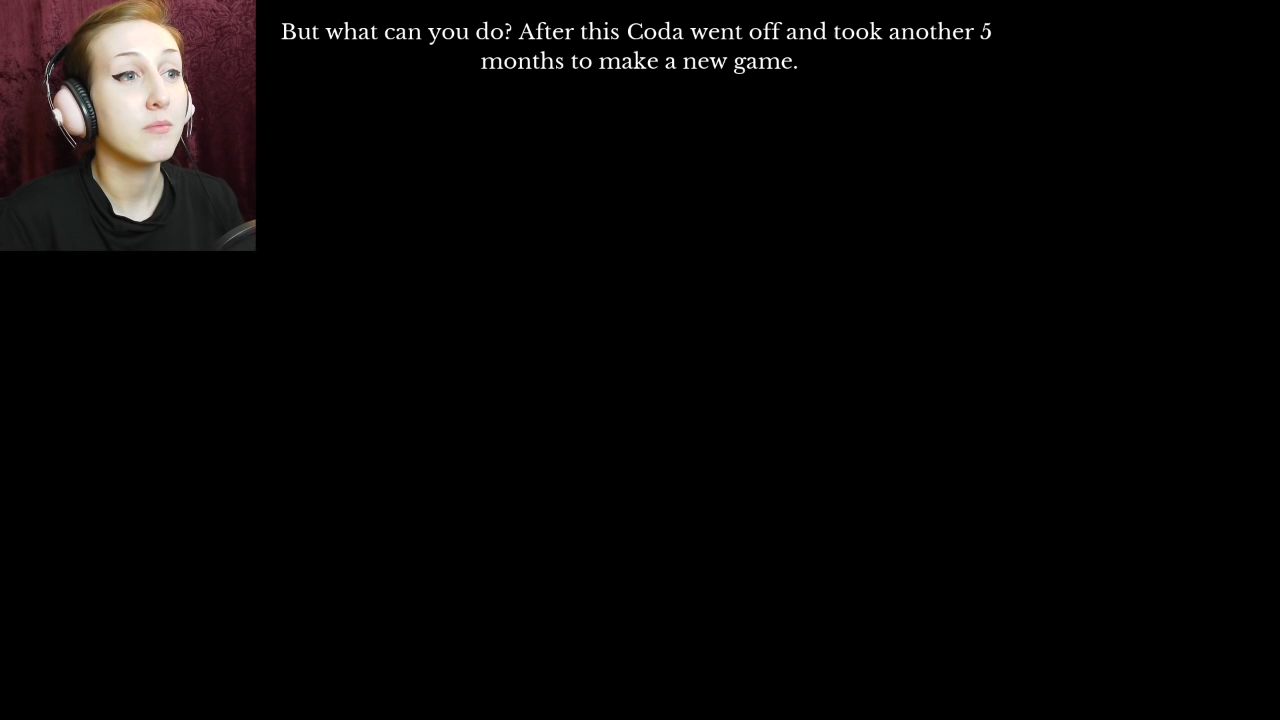 But what can you do? After this Coda went off and took another 5
months to make a new game.